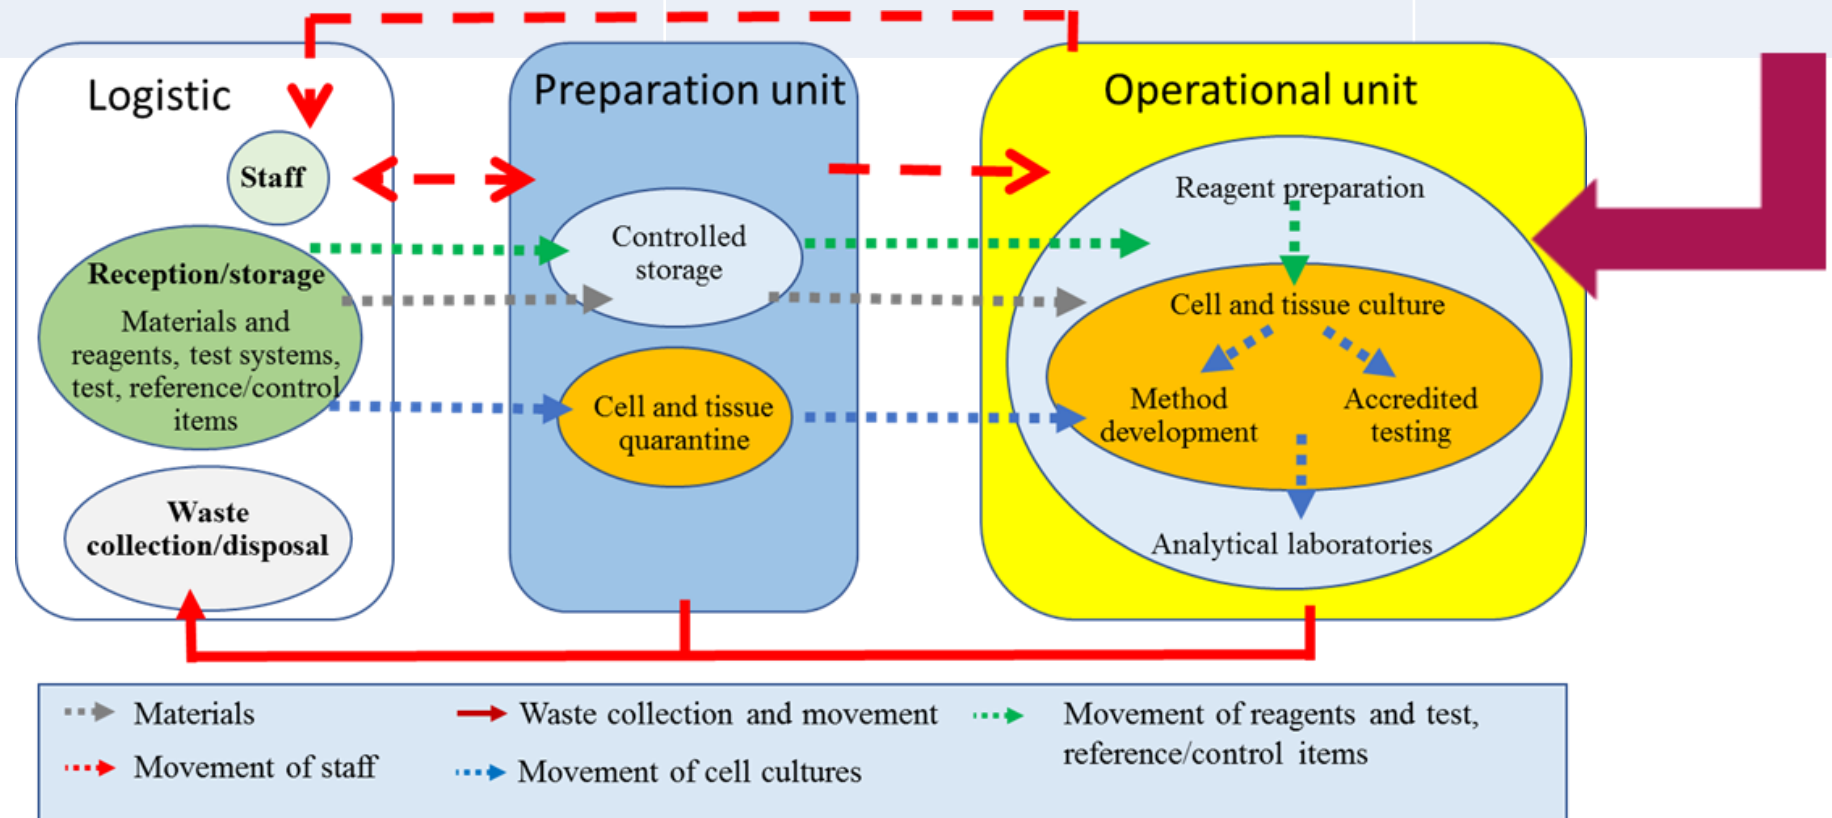 Logistic
Staff
Reception/storage
Materials and
reagents, test systems,
test, reference/control
items
Waste
collection/disposal
Preparation unit
Controlled
storage
Cell and tissue
quarantine
Operational unit
Reagent preparation
Cell and tissue culture
Method
development
Accredited
testing
Analytical laboratories
Materials
Movement of staff
Waste collection and movement
Movement of cell cultures
Movement of reagents and test,
reference/control items